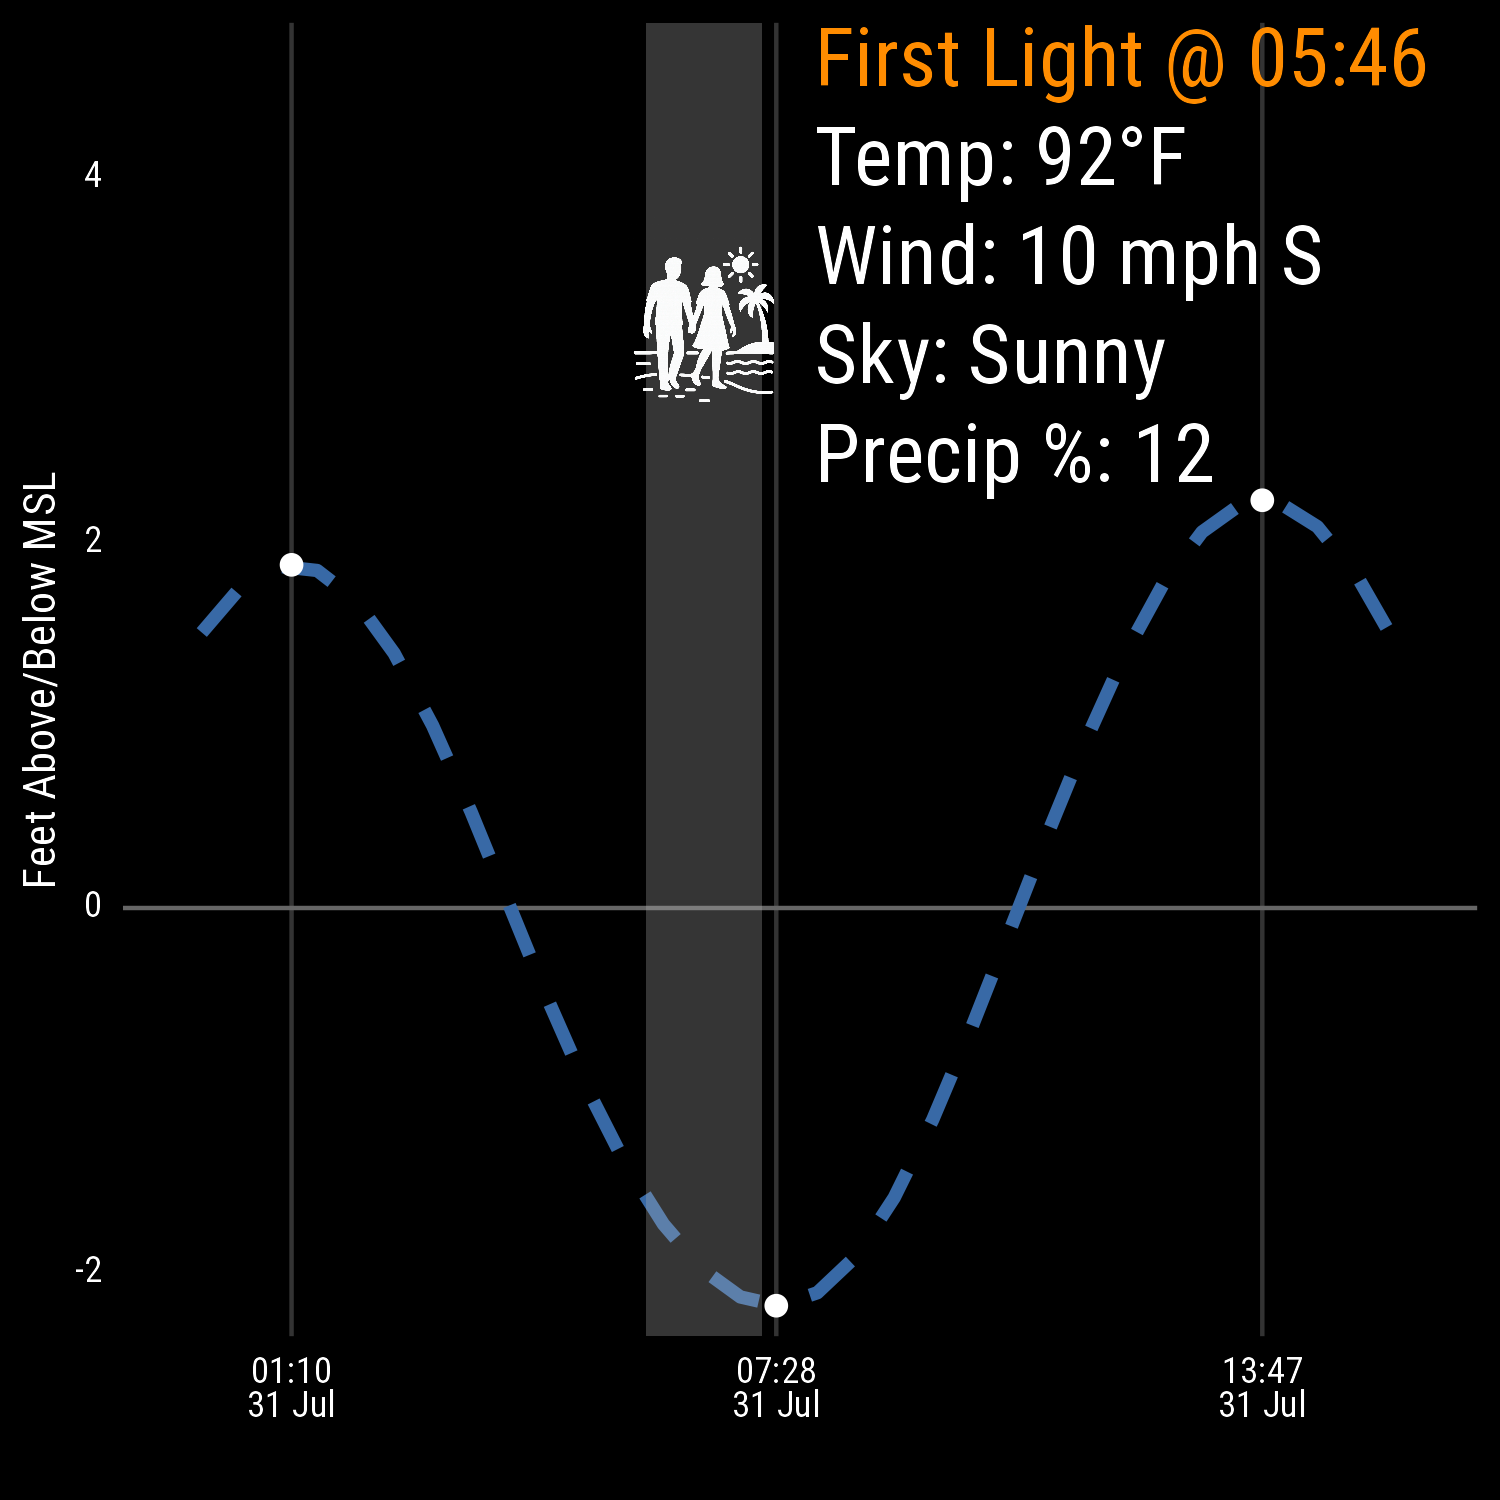 First Light @ 05:46
Temp: 92°F
Wind: 10 mph S
Sky: Sunny
Precip %: 12
Feet Above/Below MSL
4
2
0
-2
01:10
31 Jul
07:28
31 Jul
13:47
31 Jul